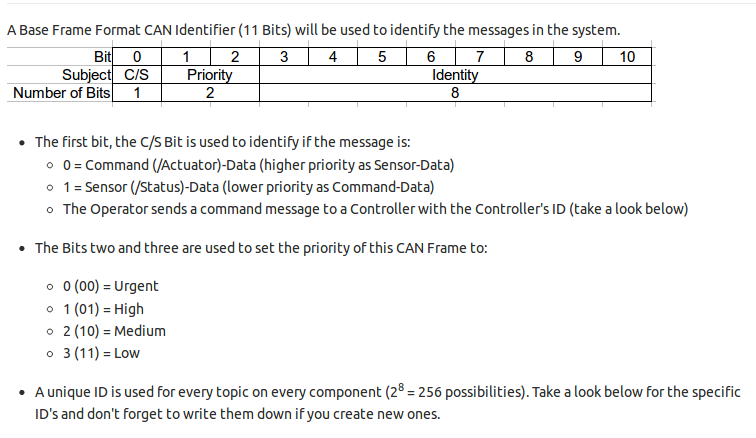 A Base Frame Format CAN Identifier (11 Bits) will be used to identify the messages in the system.
Bit 0 1 2 3 4 5 6 7 8 9 10
Subject C/S Priority Identity
Number of Bits 1 2 8
• The first bit, the C/S Bit is used to identify if the message is:
◦ 0 = Command (/Actuator)-Data (higher priority as Sensor-Data)
◦ 1 = Sensor (/Status)-Data (lower priority as Command-Data)
◦ The Operator sends a command message to a Controller with the Controller's ID (take a look below)
• The Bits two and three are used to set the priority of this CAN Frame to:
◦ 0 (00) = Urgent
◦ 1 (01) = High
◦ 2 (10) = Medium
◦ 3 (11) = Low
• A unique ID is used for every topic on every component (2⁸ = 256 possibilities). Take a look below for the specific
ID's and don't forget to write them down if you create new ones.